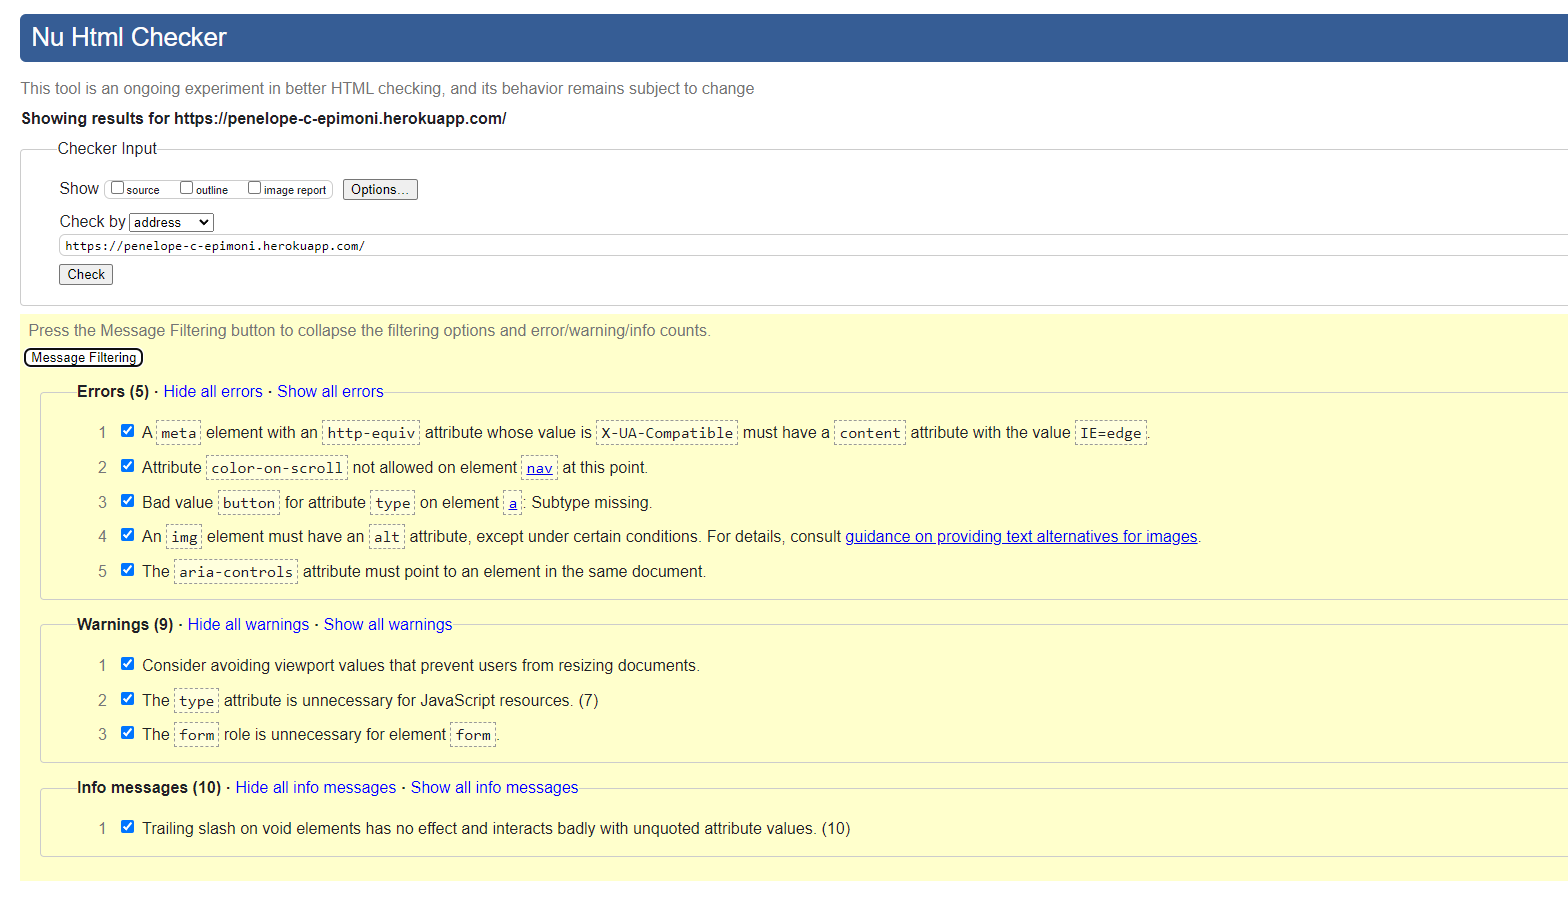 Nu Html Checker
This tool is an ongoing experiment in better HTML checking, and its behavior remains subject to change
Showing results for https://penelope-c-epimoni.herokuapp.com/
Checker Input
Show source outline image report Options...
Check by address
https://penelope-c-epimoni.herokuapp.com/
Check
Press the Message Filtering button to collapse the filtering options and error/warning/info counts.
Message Filtering
Errors (5) · Hide all errors · Show all errors
1 A meta element with an http-equiv attribute whose value is X-UA-Compatible must have a content attribute with the value IE=edge.
2 Attribute color-on-scroll not allowed on element nav at this point.
3 Bad value button for attribute type on element a: Subtype missing.
4 An img element must have an alt attribute, except under certain conditions. For details, consult guidance on providing text alternatives for images.
5 The aria-controls attribute must point to an element in the same document.
Warnings (9) · Hide all warnings · Show all warnings
1 Consider avoiding viewport values that prevent users from resizing documents.
2 The type attribute is unnecessary for JavaScript resources. (7)
3 The form role is unnecessary for element form.
Info messages (10) · Hide all info messages · Show all info messages
1 Trailing slash on void elements has no effect and interacts badly with unquoted attribute values. (10)